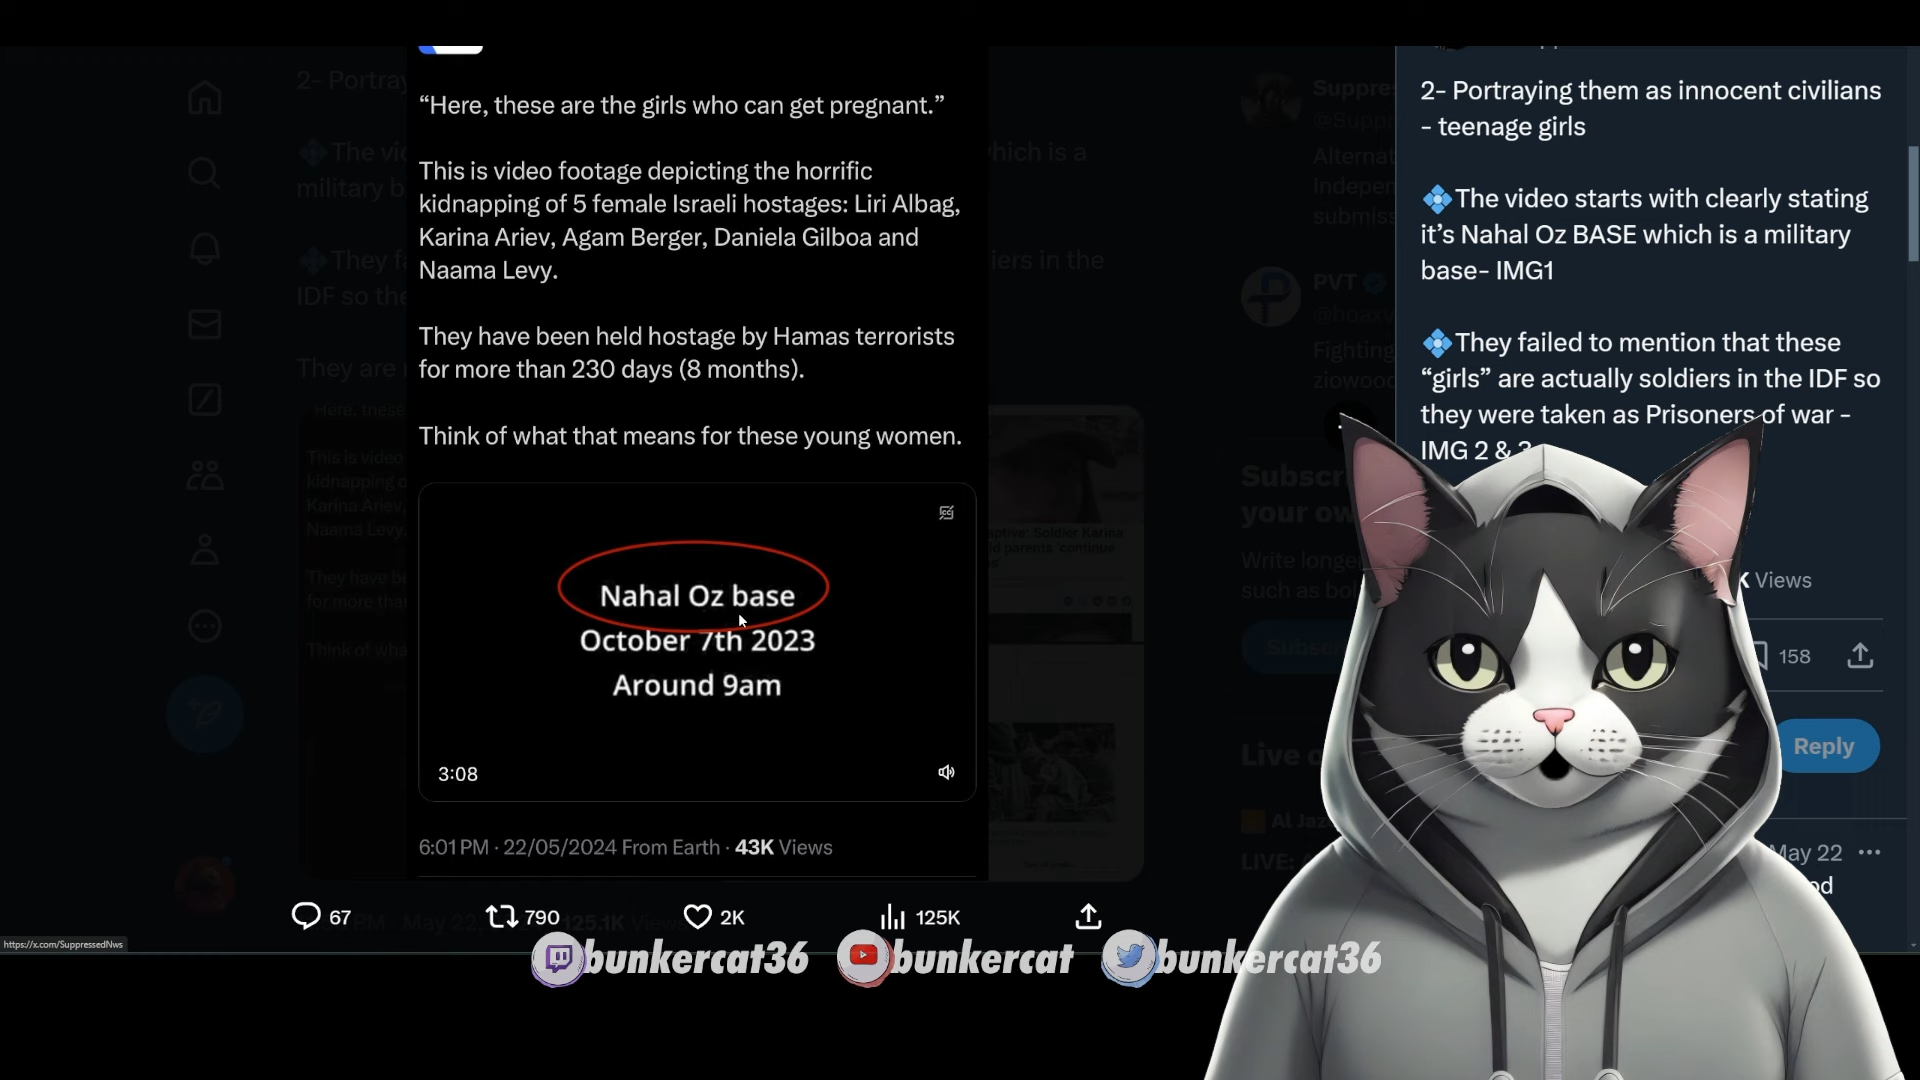 “Here, these are the girls who can get pregnant.”
This is video footage depicting the horrific
kidnapping of 5 female Israeli hostages: Liri Albag,
Karina Ariev, Agam Berger, Daniela Gilboa and
Naama Levy.
They have been held hostage by Hamas terrorists
for more than 230 days (8 months).
Think of what that means for these young women.
Nahal Oz base
October 7th 2023
Around 9am
3:08
6:01 PM · 22/05/2024 From Earth · 43K Views
67
790
2K
125K
2- Portraying them as innocent civilians
- teenage girls
The video starts with clearly stating
it’s Nahal Oz BASE which is a military
base- IMG1
They failed to mention that these
“girls” are actually soldiers in the IDF so
they were taken as Prisoners of war -
IMG 2 & 3
K Views
158
Reply
May 22
https://x.com/SuppressedNws
bunkercat36
bunkercat
bunkercat36